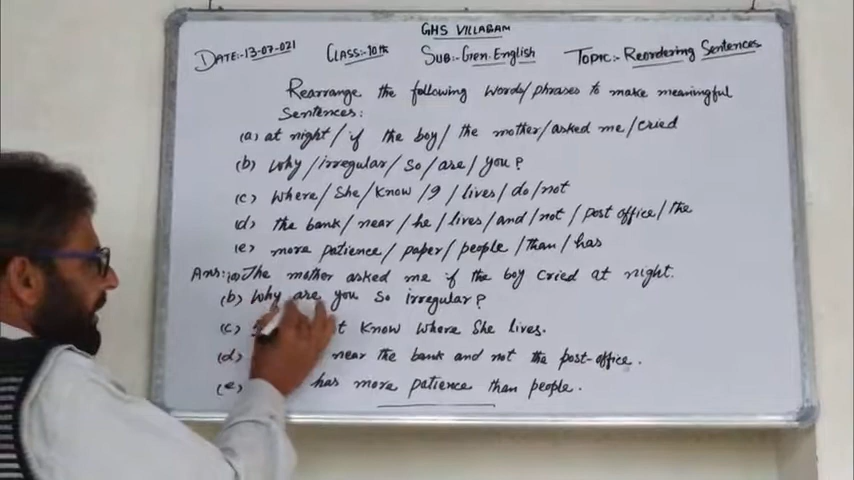 GHS VILLAGAM
DATE:-13-07-021 CLASS:-10th SUB:-Gen.English TOPIC:- Reordering Sentences
Rearrange the following words/phrases to make meaningful
Sentences:
(a) at night/if the boy/the mother/asked me/cried
(b) Why/irregular/so/are/you?
(c) Where/She/Know/I/lives/do/not
(d) the bank/near/he/lives/and/not/post office/the
(e) more patience/paper/people/than/has
Ans:(a) The mother asked me if the boy cried at night.
(b) Why are you so irregular?
(c) know where She lives.
(d) near the bank and not the post-office.
(e) has more patience than people.